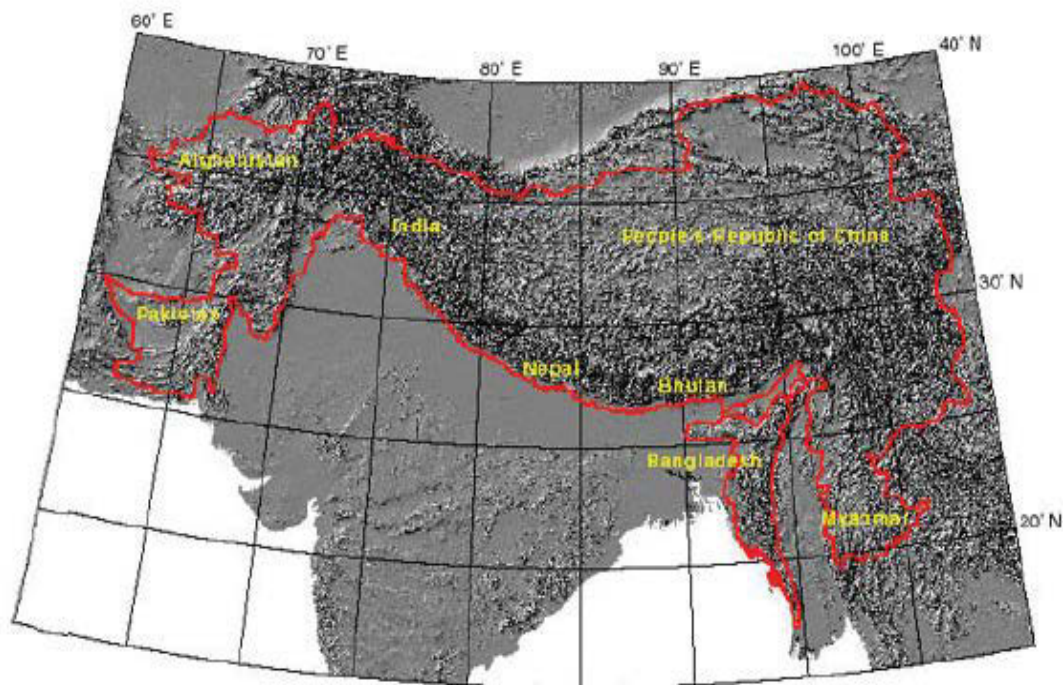 60° E
70° E
80° E
90° E
100° E
40° N
Afghanistan
India
People's Republic of China
30° N
Pakistan
Nepal
Bhutan
Bangladesh
Myanmar
20° N